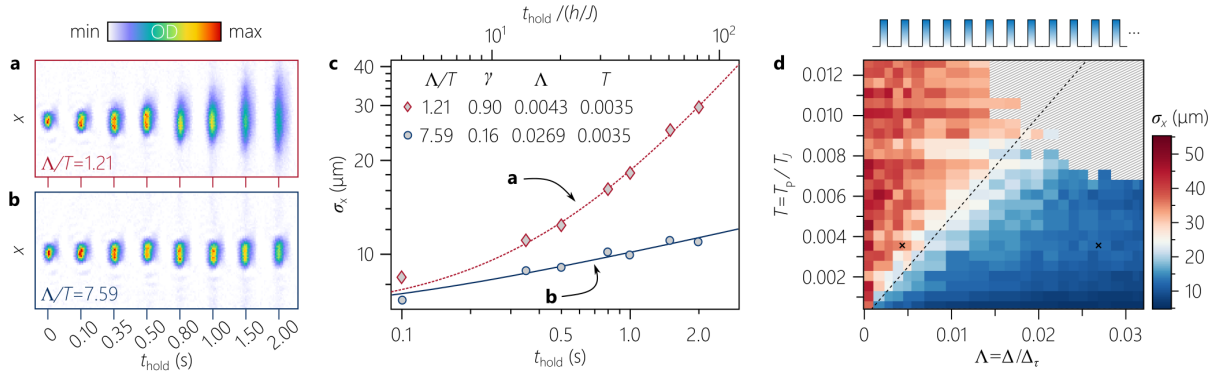 min OD max
a
x
Λ/T=1.21
b
x
Λ/T=7.59
0 0.10 0.35 0.50 0.80 1.00 1.50 2.00
t_hold (s)
t_hold /(h/J)
10^1 10^2
c
Λ/T γ Λ T
1.21 0.90 0.0043 0.0035
7.59 0.16 0.0269 0.0035
40
30
20
10
σ_x (μm)
a
b
0.1 0.5 1.0 2.0
t_hold (s)
...
d
0.012
0.010
0.008
0.006
0.004
0.002
T = T_p / T_J
0 0.01 0.02 0.03
Λ=Δ/Δ_τ
σ_x (μm)
50
40
30
20
10